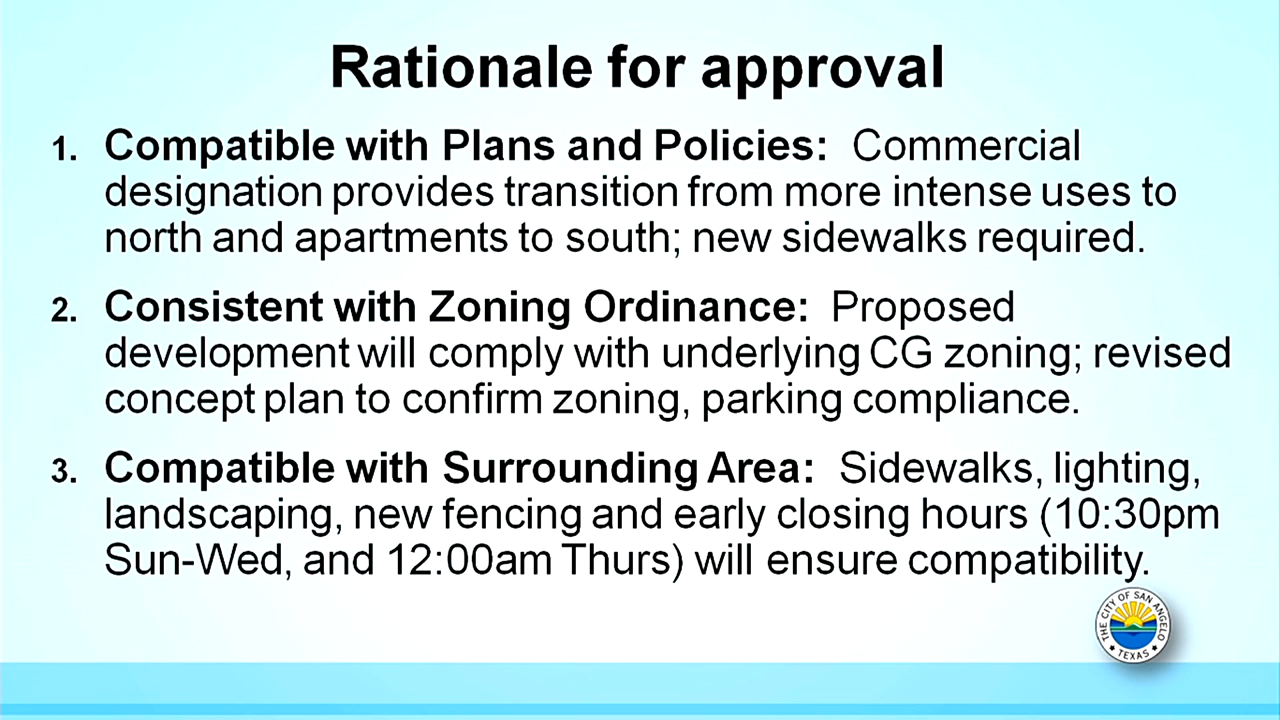 Rationale for approval
1. Compatible with Plans and Policies: Commercial
designation provides transition from more intense uses to
north and apartments to south; new sidewalks required.
2. Consistent with Zoning Ordinance: Proposed
development will comply with underlying CG zoning; revised
concept plan to confirm zoning, parking compliance.
3. Compatible with Surrounding Area: Sidewalks, lighting,
landscaping, new fencing and early closing hours (10:30pm
Sun-Wed, and 12:00am Thurs) will ensure compatibility.
THE CITY OF SAN ANGELO
TEXAS